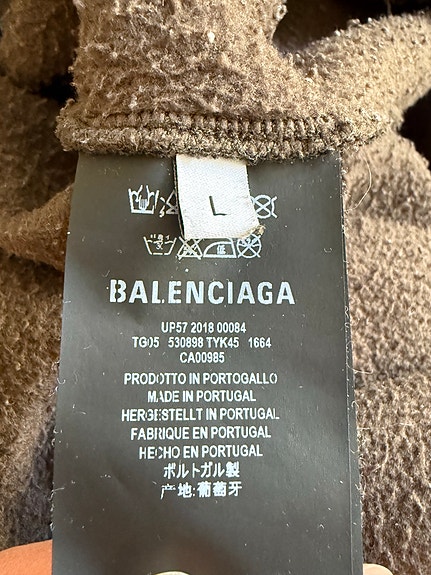 L
BALENCIAGA
UP57 2018 00084
TG05 530898 TYK45 1664
CA00985
PRODOTTO IN PORTOGALLO
MADE IN PORTUGAL
HERGESTELLT IN PORTUGAL
FABRIQUE EN PORTUGAL
HECHO EN PORTUGAL
ポルトガル製
产地:葡萄牙